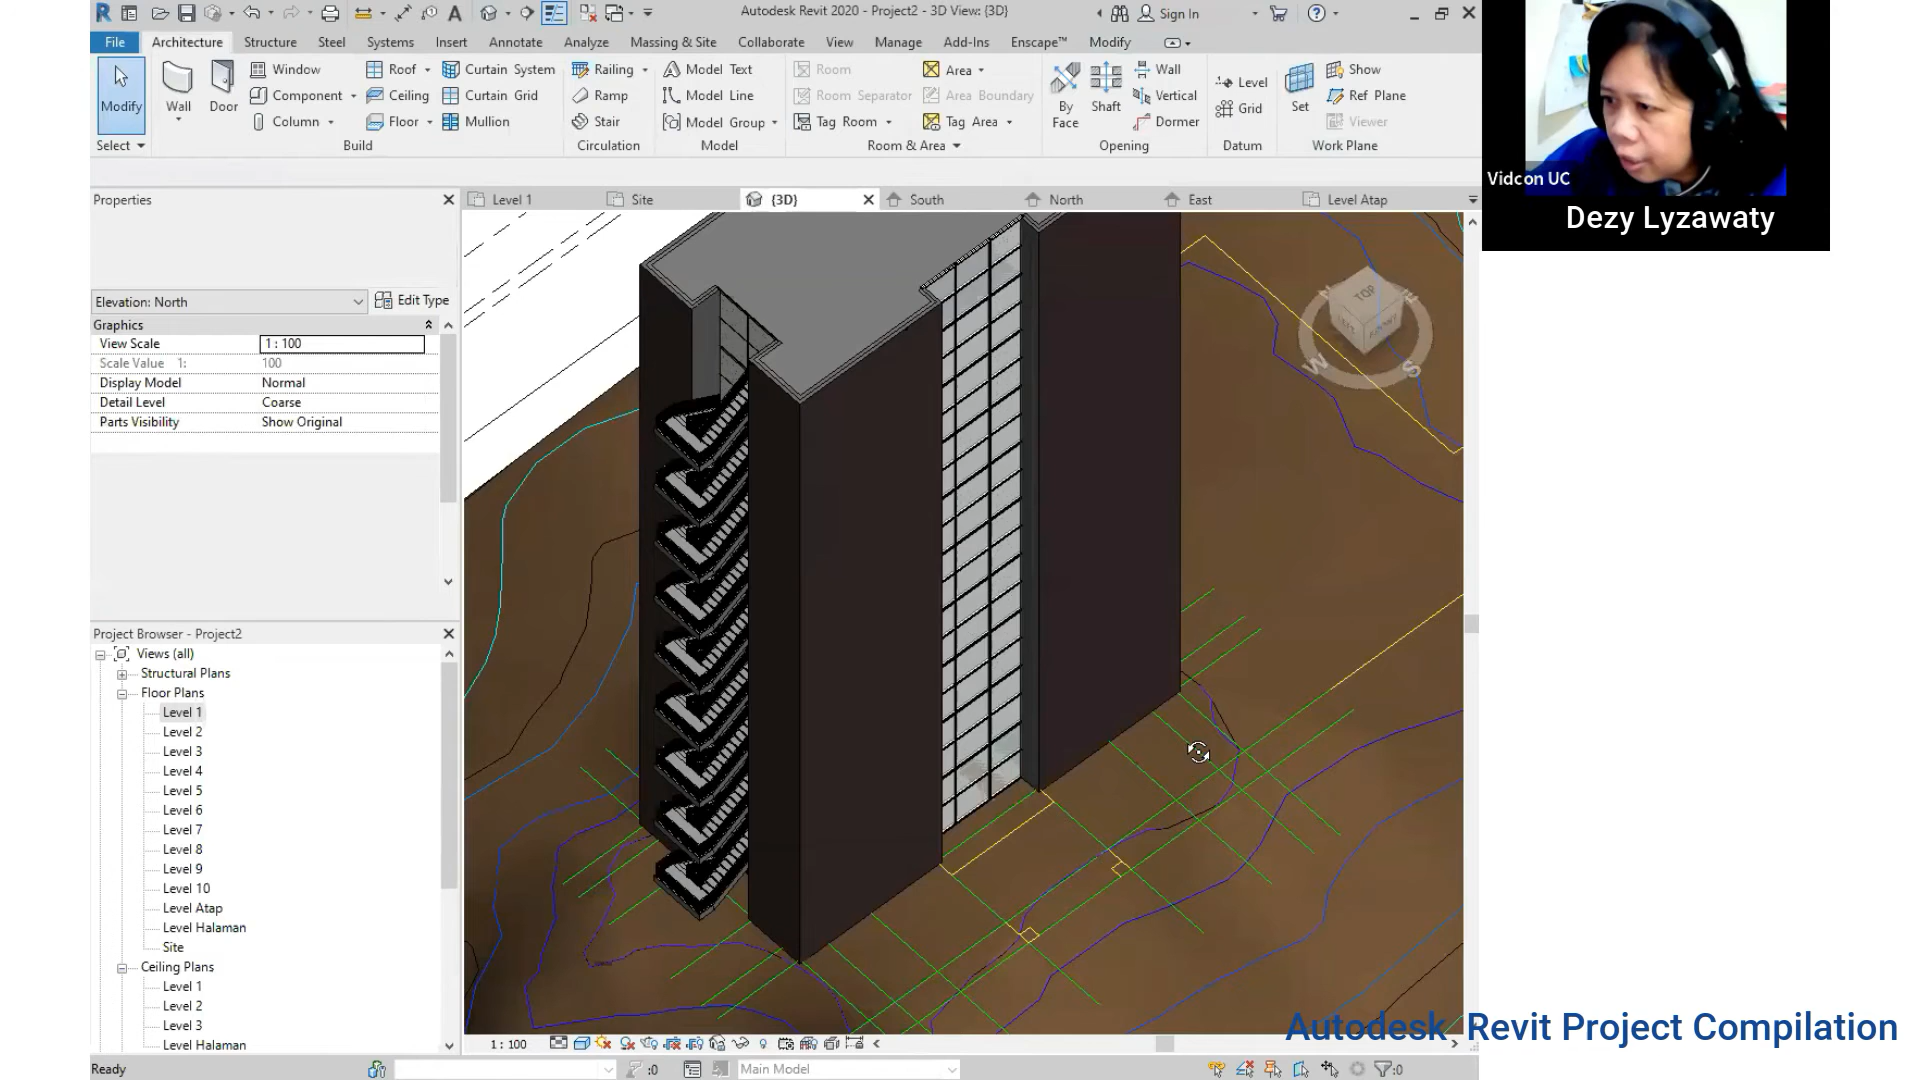 Autodesk Revit 2020 - Project2 - 3D View: {3D}
Sign In
File Architecture Structure Steel Systems Insert Annotate Analyze Massing & Site Collaborate View Manage Add-Ins Enscape™ Modify
Modify
Wall
Door
Window
Component
Column
Roof
Ceiling
Floor
Curtain System
Curtain Grid
Mullion
Railing
Ramp
Stair
Model Text
Model Line
Model Group
Room
Room Separator
Tag Room
Area
Area Boundary
Tag Area
By
Face
Shaft
Wall
Vertical
Dormer
Level
Grid
Set
Show
Ref Plane
Viewer
Select Build Circulation Model Room & Area Opening Datum Work Plane
Vidcon UC
Dezy Lyzawaty
Properties
Level 1 Site {3D} South North East Level Atap
Elevation: North
Edit Type
Graphics
View Scale 1 : 100
Scale Value 1: 100
Display Model Normal
Detail Level Coarse
Parts Visibility Show Original
TOP
LEFT
FRONT
N
E
W
S
Project Browser - Project2
Views (all)
Structural Plans
Floor Plans
Level 1
Level 2
Level 3
Level 4
Level 5
Level 6
Level 7
Level 8
Level 9
Level 10
Level Atap
Level Halaman
Site
Ceiling Plans
Level 1
Level 2
Level 3
Level Halaman
Autodesk Revit Project Compilation
1 : 100
Ready
:0
Main Model
:0